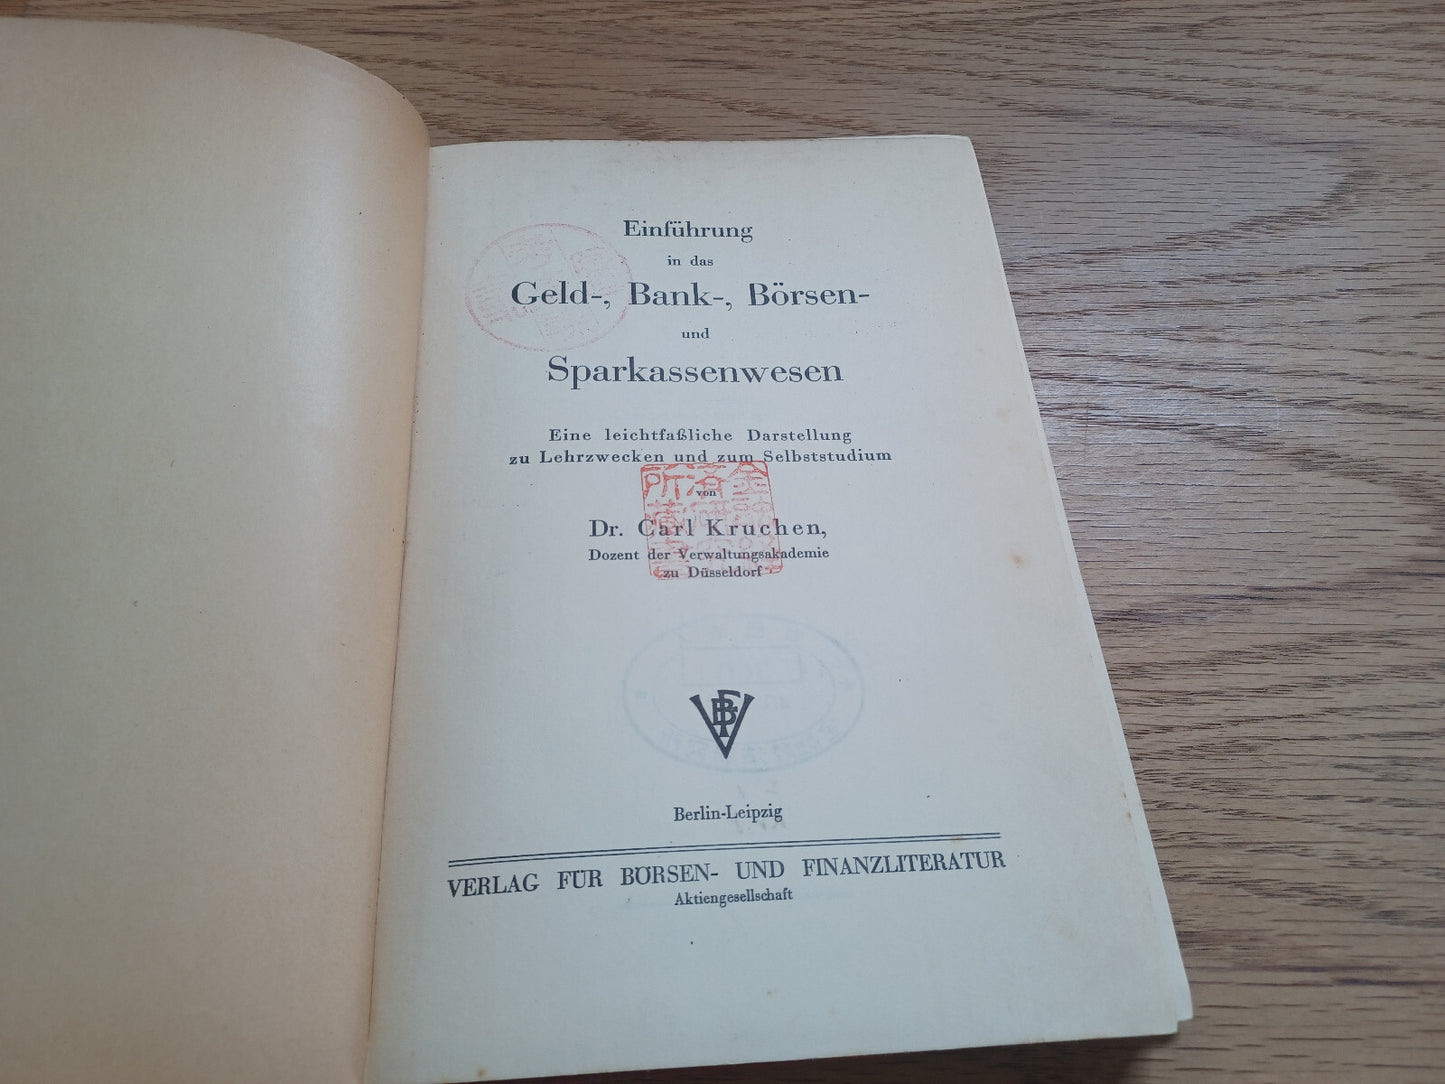 Einführung
in das
Geld-, Bank-, Börsen-
und
Sparkassenwesen
Eine leichtfaßliche Darstellung
zu Lehrzwecken und zum Selbststudium
von
Dr. Carl Kruchen,
Dozent der Verwaltungsakademie
zu Düsseldorf
VBF
Berlin-Leipzig
VERLAG FÜR BÖRSEN- UND FINANZLITERATUR
Aktiengesellschaft